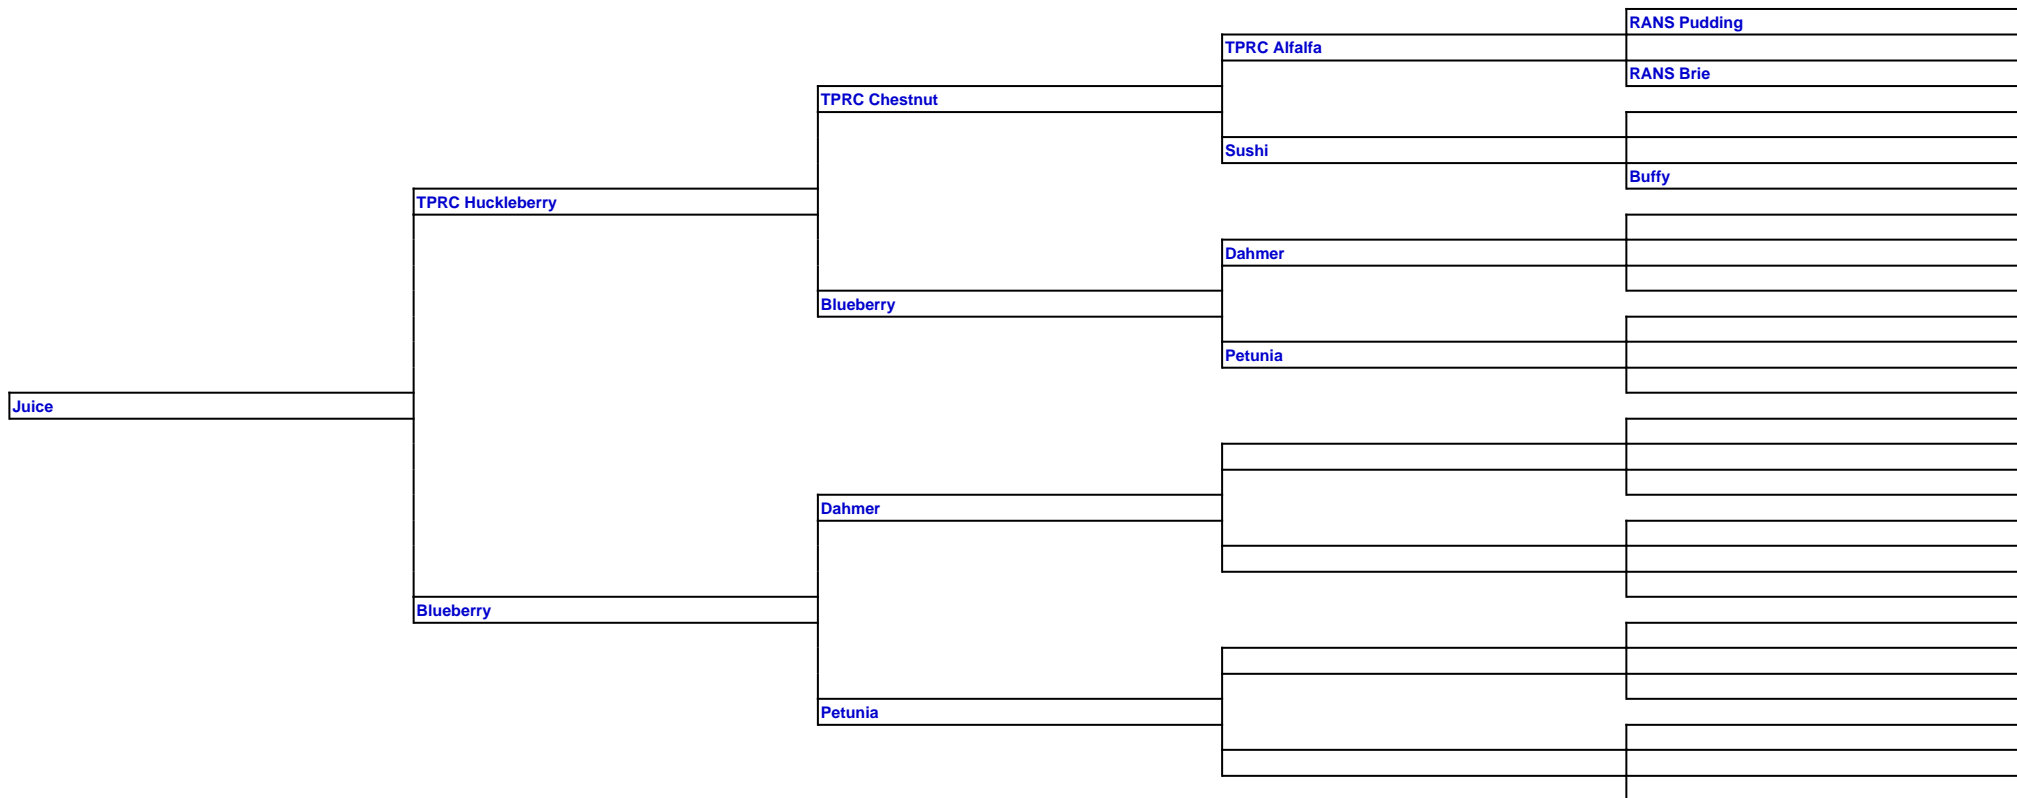 RANS Pudding
TPRC Alfalfa
RANS Brie
TPRC Chestnut
Sushi
Buffy
TPRC Huckleberry
Dahmer
Blueberry
Petunia
Juice
Dahmer
Blueberry
Petunia